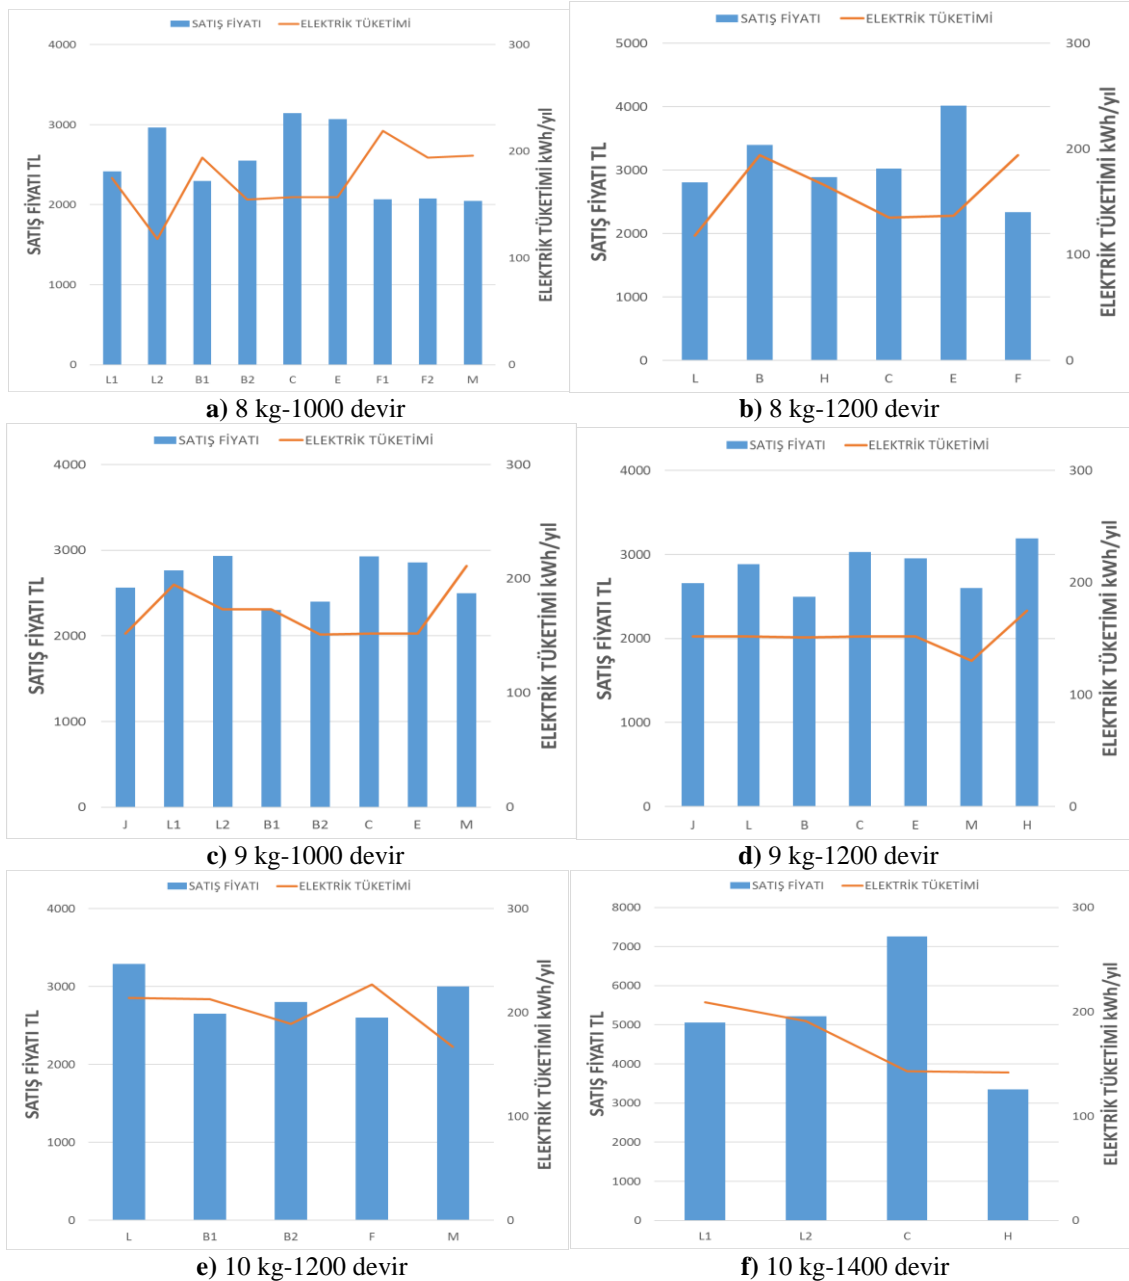 SATIŞ FİYATI ELEKTRİK TÜKETİMİ
4000 3000 2000 1000 0
SATIŞ FİYATI TL
300 200 100 0
ELEKTRİK TÜKETİMİ kWh/yıl
L1 L2 B1 B2 C E F1 F2 M
a) 8 kg-1000 devir
SATIŞ FİYATI ELEKTRİK TÜKETİMİ
5000 4000 3000 2000 1000 0
SATIŞ FİYATI TL
300 200 100 0
ELEKTRİK TÜKETİMİ kWh/yıl
L B H C E F
b) 8 kg-1200 devir
SATIŞ FİYATI ELEKTRİK TÜKETİMİ
4000 3000 2000 1000 0
SATIŞ FİYATI TL
300 200 100 0
ELEKTRİK TÜKETİMİ kWh/yıl
J L1 L2 B1 B2 C E M
c) 9 kg-1000 devir
SATIŞ FİYATI ELEKTRİK TÜKETİMİ
4000 3000 2000 1000 0
SATIŞ FİYATI TL
300 200 100 0
ELEKTRİK TÜKETİMİ kWh/yıl
J L B C E M H
d) 9 kg-1200 devir
SATIŞ FİYATI ELEKTRİK TÜKETİMİ
4000 3000 2000 1000 0
SATIŞ FİYATI TL
300 200 100 0
ELEKTRİK TÜKETİMİ kWh/yıl
L B1 B2 F M
e) 10 kg-1200 devir
SATIŞ FİYATI ELEKTRİK TÜKETİMİ
8000 7000 6000 5000 4000 3000 2000 1000 0
SATIŞ FİYATI TL
300 200 100 0
ELEKTRİK TÜKETİMİ kWh/yıl
L1 L2 C H
f) 10 kg-1400 devir